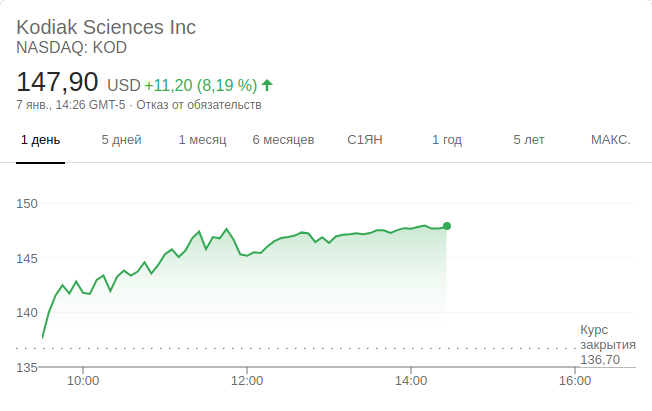 Kodiak Sciences Inc
NASDAQ: KOD
147,90 USD +11,20 (8,19 %)
7 янв., 14:26 GMT-5 · Отказ от обязательств
1 день 5 дней 1 месяц 6 месяцев С1ЯН 1 год 5 лет МАКС.
150
145
140
Курс
закрытия
136,70
135
10:00 12:00 14:00 16:00